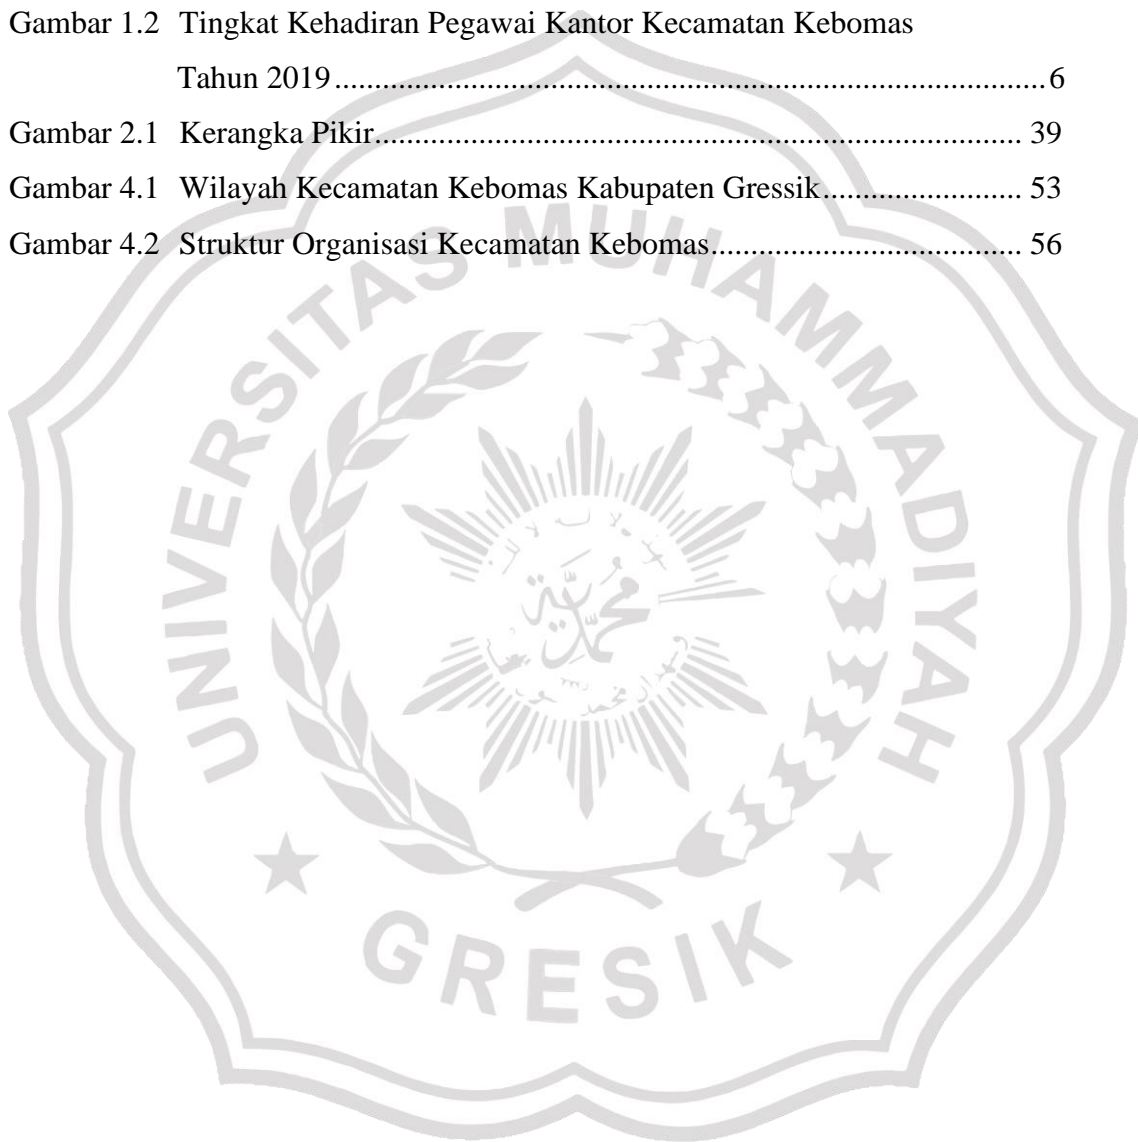 Gambar 1.2 Tingkat Kehadiran Pegawai Kantor Kecamatan Kebomas
Tahun 2019........................................................................................6
Gambar 2.1 Kerangka Pikir................................................................................ 39
Gambar 4.1 Wilayah Kecamatan Kebomas Kabupaten Gressik......................... 53
Gambar 4.2 Struktur Organisasi Kecamatan Kebomas....................................... 56
UNIVERSITAS MUHAMMADIYAH
GRESIK